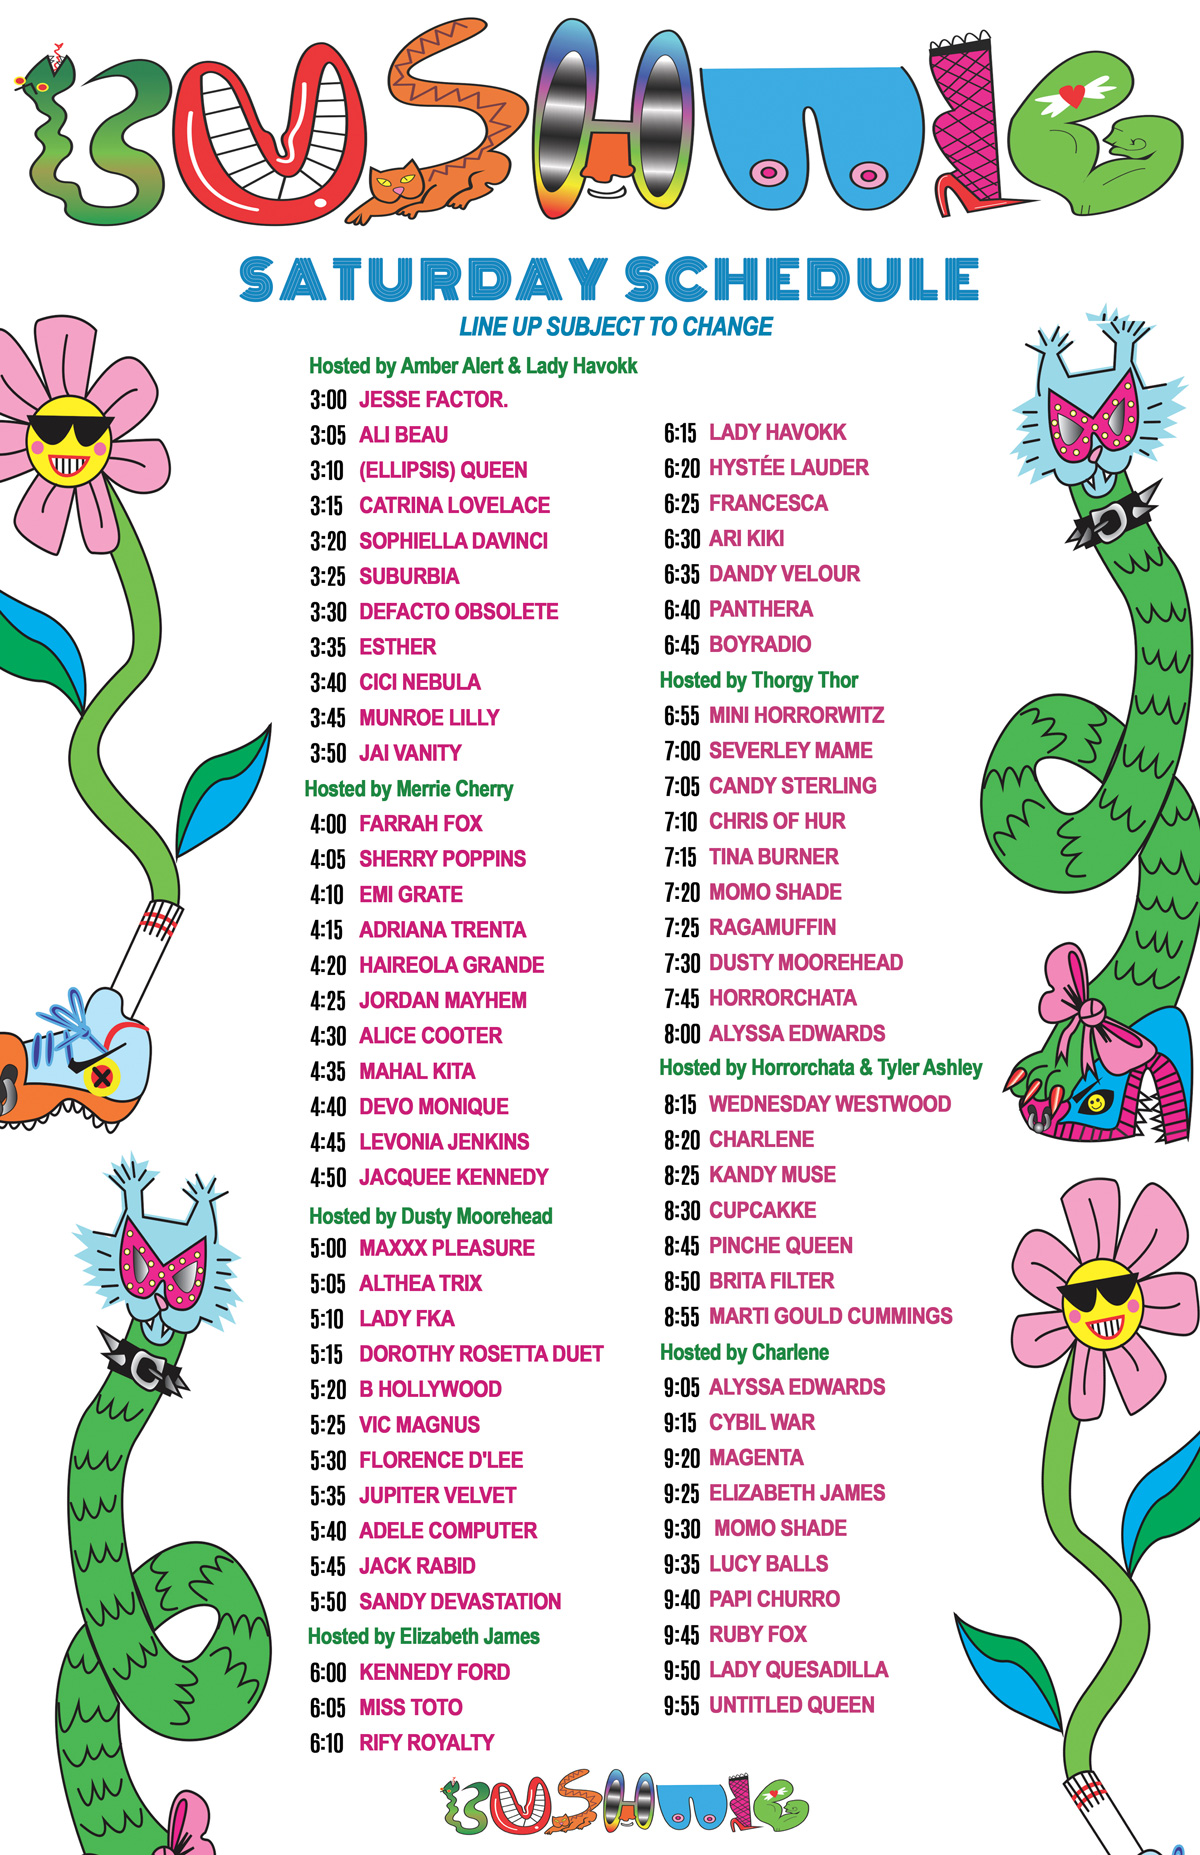 BUSHWIG
SATURDAY SCHEDULE
LINE UP SUBJECT TO CHANGE
Hosted by Amber Alert & Lady Havokk
3:00 JESSE FACTOR.
3:05 ALI BEAU
3:10 (ELLIPSIS) QUEEN
3:15 CATRINA LOVELACE
3:20 SOPHIELLA DAVINCI
3:25 SUBURBIA
3:30 DEFACTO OBSOLETE
3:35 ESTHER
3:40 CICI NEBULA
3:45 MUNROE LILLY
3:50 JAI VANITY
Hosted by Merrie Cherry
4:00 FARRAH FOX
4:05 SHERRY POPPINS
4:10 EMI GRATE
4:15 ADRIANA TRENTA
4:20 HAIREOLA GRANDE
4:25 JORDAN MAYHEM
4:30 ALICE COOTER
4:35 MAHAL KITA
4:40 DEVO MONIQUE
4:45 LEVONIA JENKINS
4:50 JACQUEE KENNEDY
Hosted by Dusty Moorehead
5:00 MAXXX PLEASURE
5:05 ALTHEA TRIX
5:10 LADY FKA
5:15 DOROTHY ROSETTA DUET
5:20 B HOLLYWOOD
5:25 VIC MAGNUS
5:30 FLORENCE D'LEE
5:35 JUPITER VELVET
5:40 ADELE COMPUTER
5:45 JACK RABID
5:50 SANDY DEVASTATION
Hosted by Elizabeth James
6:00 KENNEDY FORD
6:05 MISS TOTO
6:10 RIFY ROYALTY
6:15 LADY HAVOKK
6:20 HYSTÉE LAUDER
6:25 FRANCESCA
6:30 ARI KIKI
6:35 DANDY VELOUR
6:40 PANTHERA
6:45 BOYRADIO
Hosted by Thorgy Thor
6:55 MINI HORRORWITZ
7:00 SEVERLEY MAME
7:05 CANDY STERLING
7:10 CHRIS OF HUR
7:15 TINA BURNER
7:20 MOMO SHADE
7:25 RAGAMUFFIN
7:30 DUSTY MOOREHEAD
7:45 HORRORCHATA
8:00 ALYSSA EDWARDS
Hosted by Horrorchata & Tyler Ashley
8:15 WEDNESDAY WESTWOOD
8:20 CHARLENE
8:25 KANDY MUSE
8:30 CUPCAKKE
8:45 PINCHE QUEEN
8:50 BRITA FILTER
8:55 MARTI GOULD CUMMINGS
Hosted by Charlene
9:05 ALYSSA EDWARDS
9:15 CYBIL WAR
9:20 MAGENTA
9:25 ELIZABETH JAMES
9:30 MOMO SHADE
9:35 LUCY BALLS
9:40 PAPI CHURRO
9:45 RUBY FOX
9:50 LADY QUESADILLA
9:55 UNTITLED QUEEN
BUSHWIG